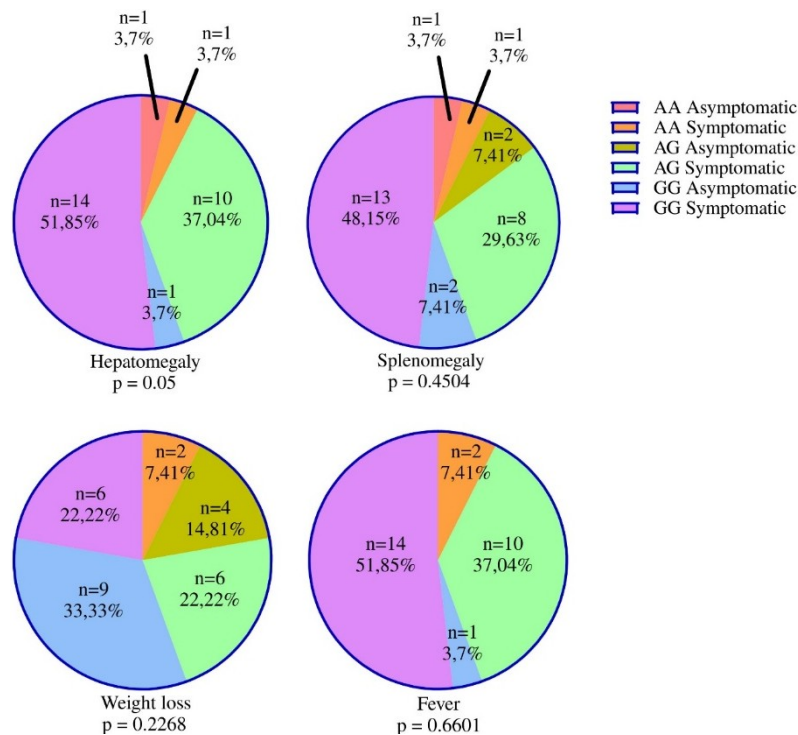 n=1
3,7%
n=1
3,7%
n=14
51,85%
n=10
37,04%
n=1
3,7%
Hepatomegaly
p = 0.05
n=1
3,7%
n=1
3,7%
n=2
7,41%
n=13
48,15%
n=8
29,63%
n=2
7,41%
Splenomegaly
p = 0.4504
AA Asymptomatic
AA Symptomatic
AG Asymptomatic
AG Symptomatic
GG Asymptomatic
GG Symptomatic
n=2
7,41%
n=6
22,22%
n=4
14,81%
n=9
33,33%
n=6
22,22%
Weight loss
p = 0.2268
n=2
7,41%
n=14
51,85%
n=10
37,04%
n=1
3,7%
Fever
p = 0.6601